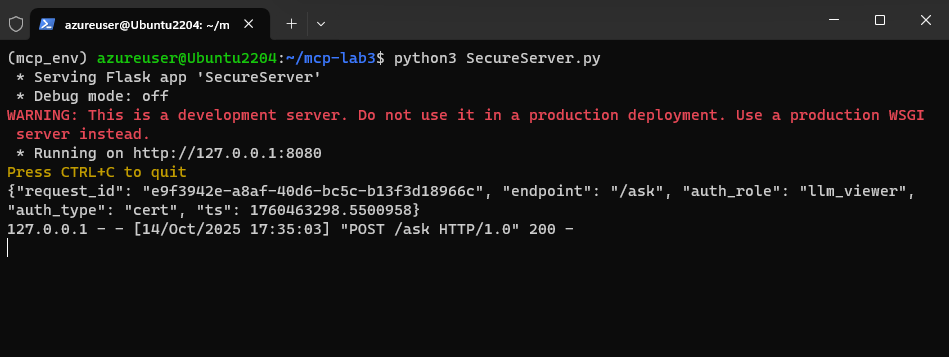 azureuser@Ubuntu2204: ~/m
(mcp_env) azureuser@Ubuntu2204:~/mcp-lab3$ python3 SecureServer.py
 * Serving Flask app 'SecureServer'
 * Debug mode: off
WARNING: This is a development server. Do not use it in a production deployment. Use a production WSGI
 server instead.
 * Running on http://127.0.0.1:8080
Press CTRL+C to quit
{"request_id": "e9f3942e-a8af-40d6-bc5c-b13f3d18966c", "endpoint": "/ask", "auth_role": "llm_viewer",
"auth_type": "cert", "ts": 1760463298.5500958}
127.0.0.1 - - [14/Oct/2025 17:35:03] "POST /ask HTTP/1.0" 200 -